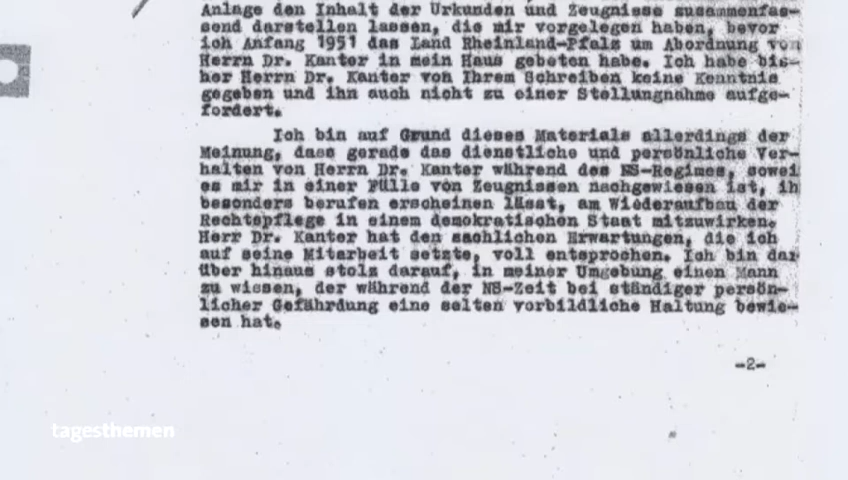 Anlage den Inhalt der Urkunden und Zeugnisse zusammenfas-
send darstellen lassen, die mir vorgelegen haben, bevor
ich Anfang 1951 das Land Rheinland-Pfalz um Abordnung von
Herrn Dr. Kanter in mein Haus gebeten habe. Ich habe bis-
her Herrn Dr. Kanter von Ihrem Schreiben keine Kenntnis
gegeben und ihn auch nicht zu einer Stellungnahme aufge-
fordert.
Ich bin auf Grund dieses Materials allerdings der
Meinung, dass gerade das dienstliche und persönliche Ver-
halten von Herrn Dr. Kanter während des NS-Regimes, sowei
es mir in einer Fülle von Zeugnissen nachgewiesen ist, ih
besonders berufen erscheinen lässt, am Wiederaufbau der
Rechtspflege in einem demokratischen Staat mitzuwirken.
Herr Dr. Kanter hat den sachlichen Erwartungen, die ich
auf seine Mitarbeit setzte, voll entsprochen. Ich bin dar
über hinaus stolz darauf, in meiner Umgebung einen Mann
zu wissen, der während der NS-Zeit bei ständiger persön-
licher Gefährdung eine selten vorbildliche Haltung bewie-
sen hat.
-2-
tagesthemen